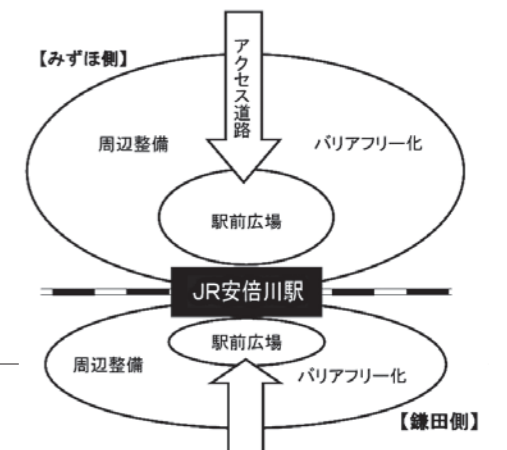 【みずほ側】
アクセス道路
周辺整備
バリアフリー化
駅前広場
JR安倍川駅
駅前広場
周辺整備
バリアフリー化
【鎌田側】